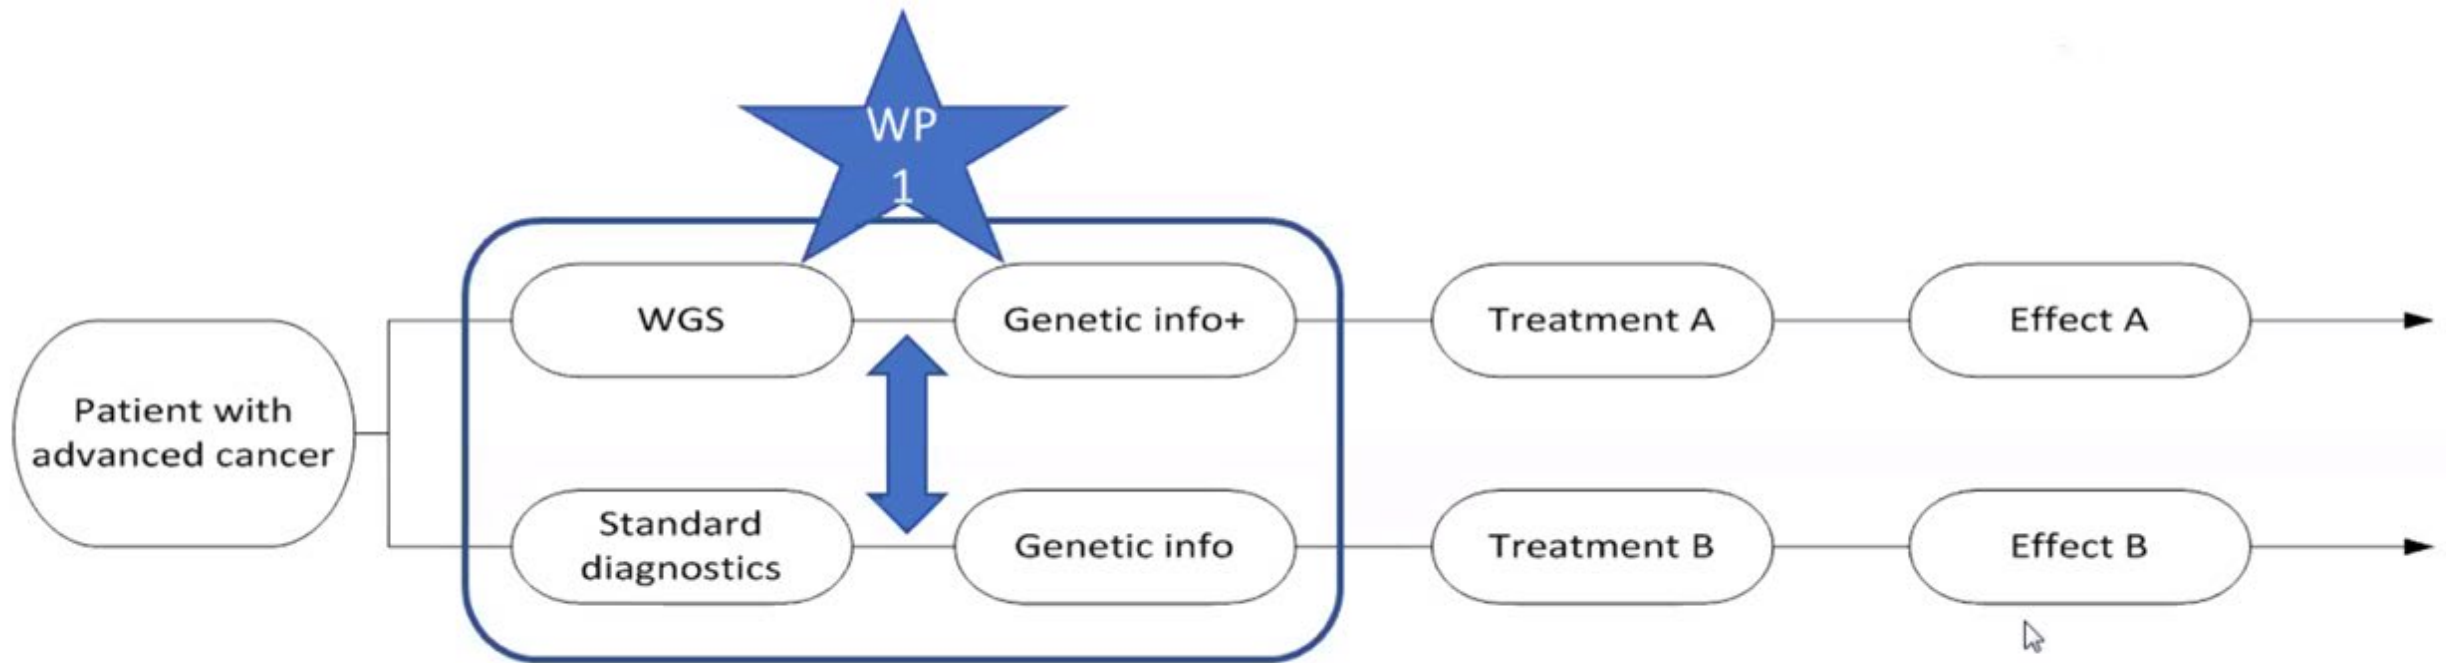 WP
1
WGS
Genetic info+
Treatment A
Effect A
Patient with
advanced cancer
Standard
diagnostics
Genetic info
Treatment B
Effect B